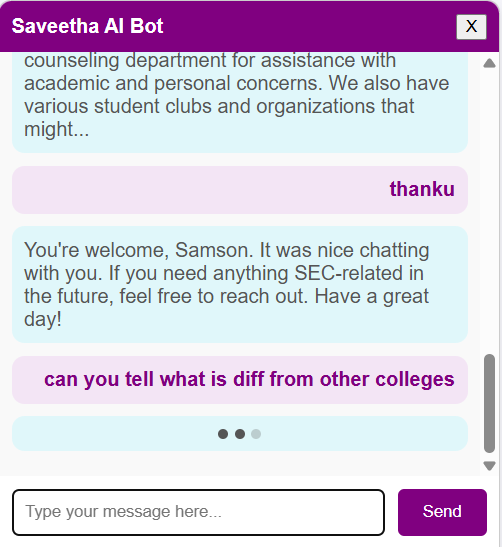 Saveetha AI Bot
X
counseling department for assistance with
academic and personal concerns. We also have
various student clubs and organizations that
might...
thanku
You're welcome, Samson. It was nice chatting
with you. If you need anything SEC-related in
the future, feel free to reach out. Have a great
day!
can you tell what is diff from other colleges
Type your message here...
Send